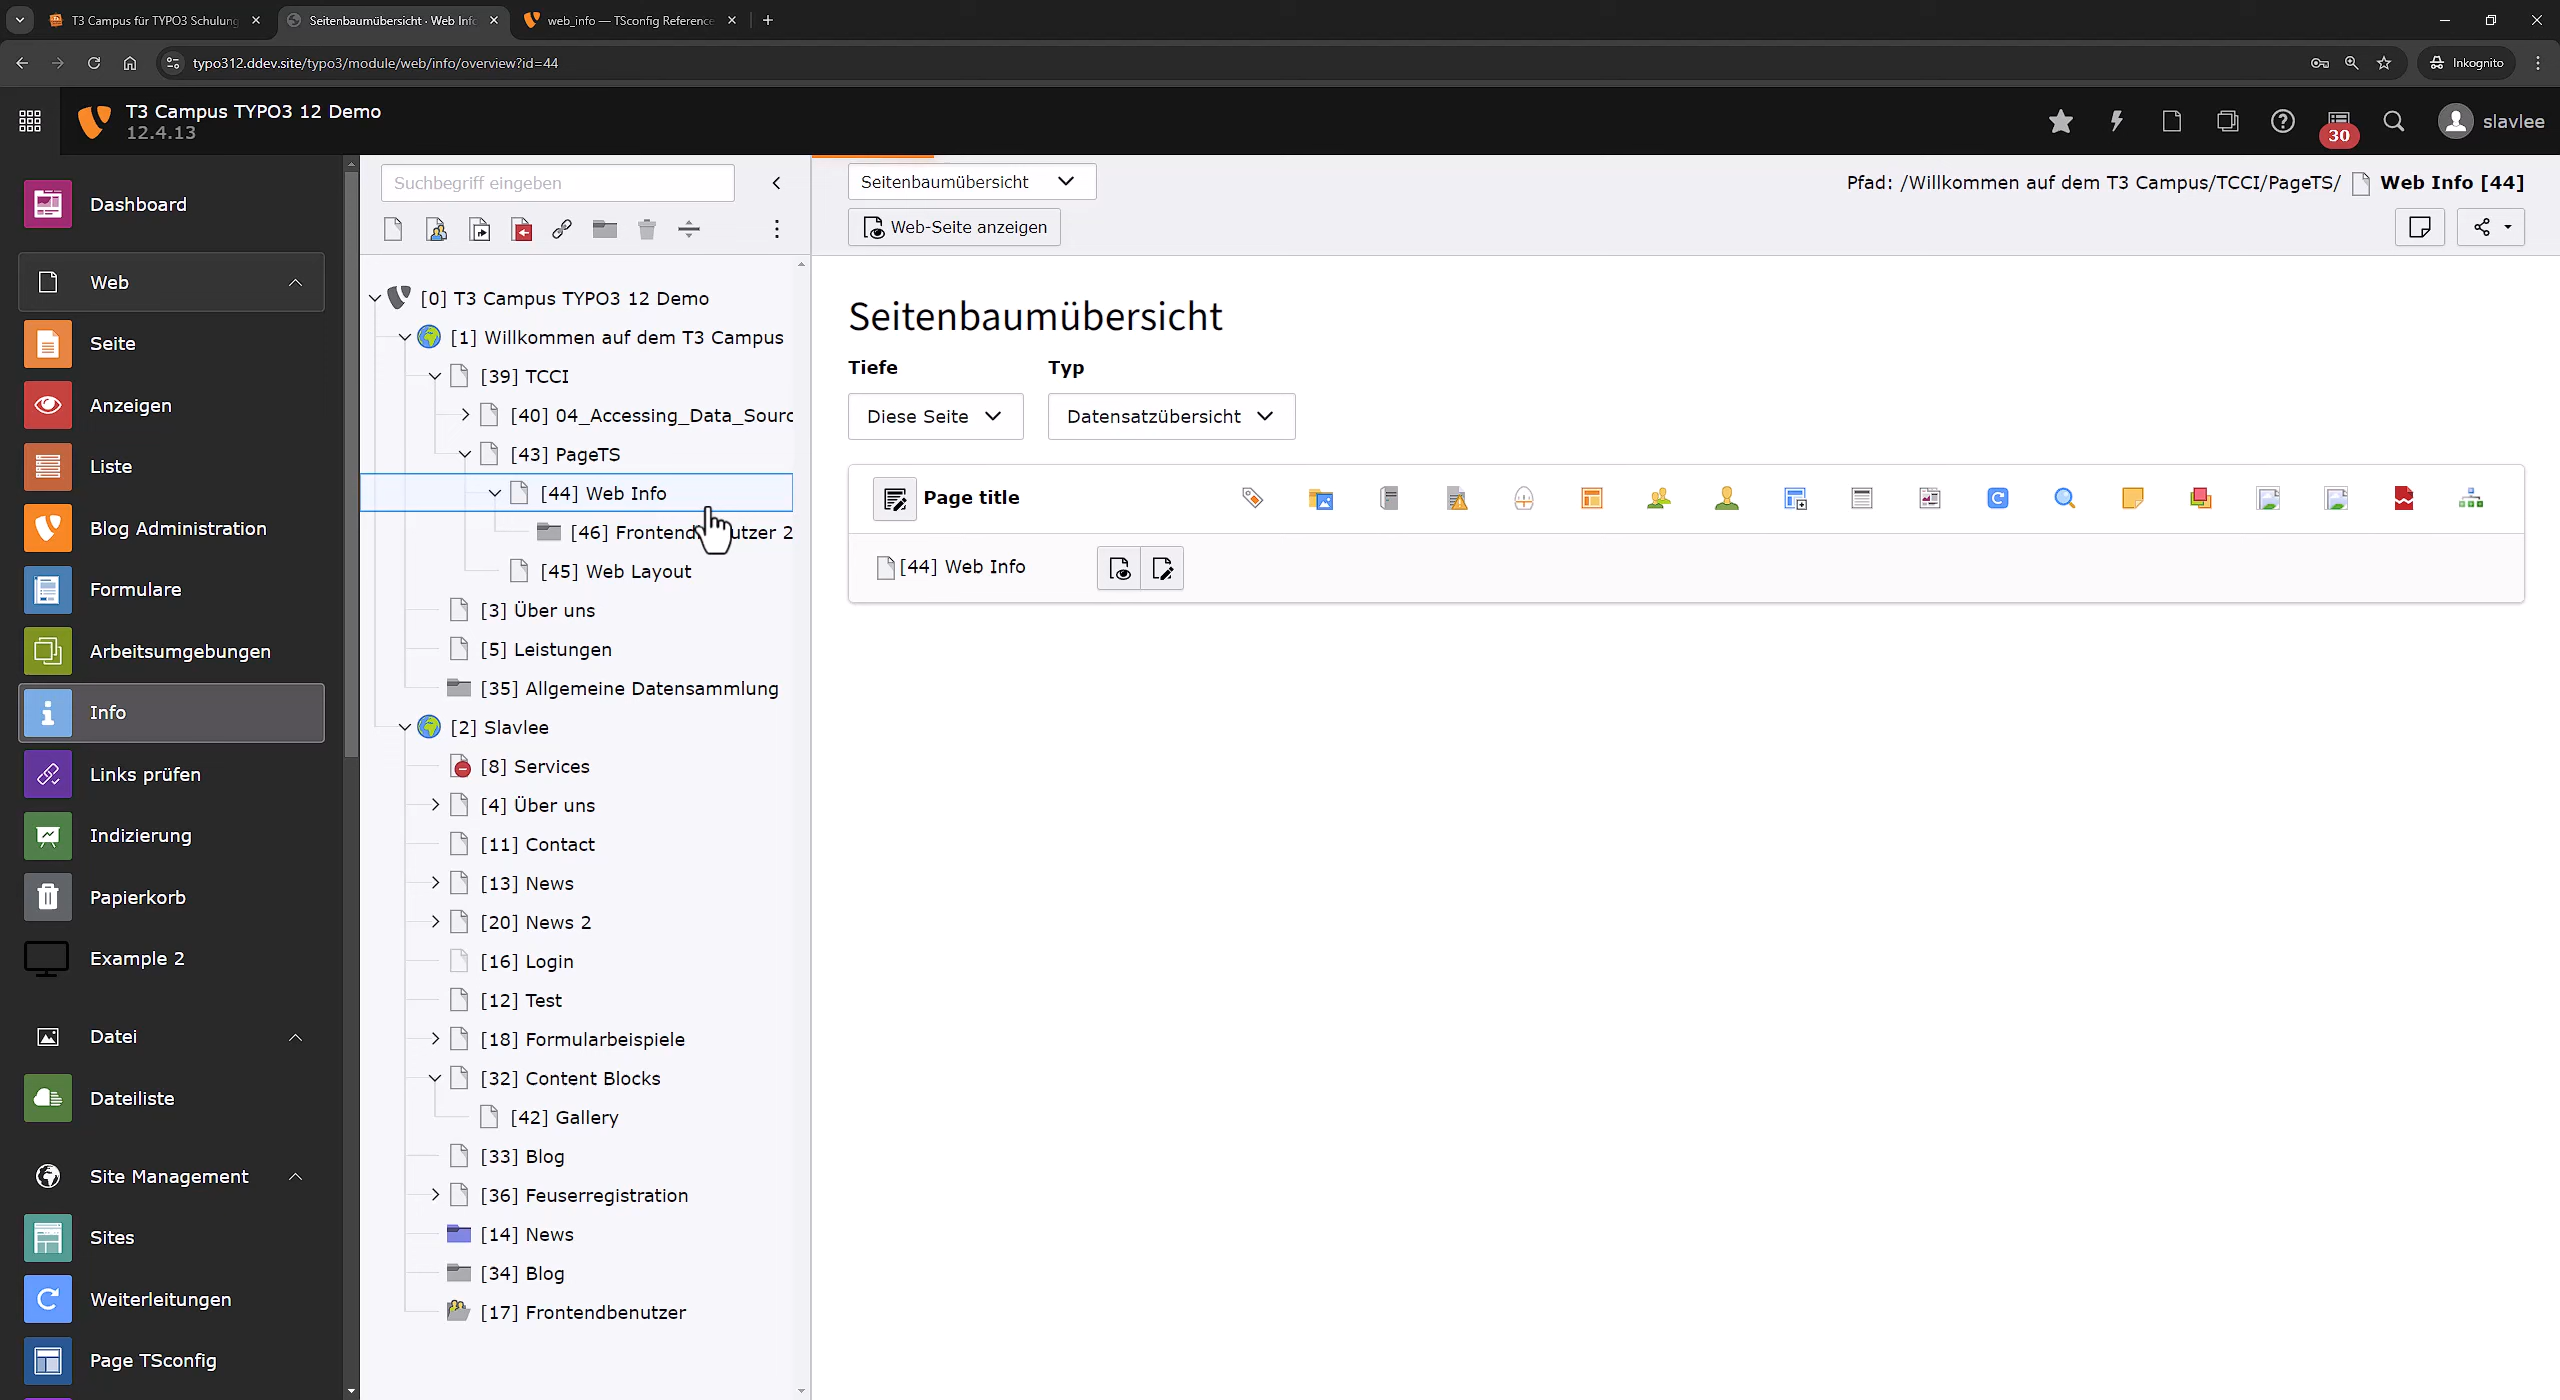 T3 Campus für TYPO3 Schulung
Seitenbaumübersicht · Web Info
web_info — TSconfig Reference
typo312.ddev.site/typo3/module/web/info/overview?id=44
Inkognito
T3 Campus TYPO3 12 Demo
12.4.13
30
slavlee
Dashboard
Web
Seite
Anzeigen
Liste
Blog Administration
Formulare
Arbeitsumgebungen
Info
Links prüfen
Indizierung
Papierkorb
Example 2
Datei
Dateiliste
Site Management
Sites
Weiterleitungen
Page TSconfig
Suchbegriff eingeben
[0] T3 Campus TYPO3 12 Demo
[1] Willkommen auf dem T3 Campus
[39] TCCI
[40] 04_Accessing_Data_Sourc
[43] PageTS
[44] Web Info
[46] Frontend utzer 2
[45] Web Layout
[3] Über uns
[5] Leistungen
[35] Allgemeine Datensammlung
[2] Slavlee
[8] Services
[4] Über uns
[11] Contact
[13] News
[20] News 2
[16] Login
[12] Test
[18] Formularbeispiele
[32] Content Blocks
[42] Gallery
[33] Blog
[36] Feuserregistration
[14] News
[34] Blog
[17] Frontendbenutzer
Seitenbaumübersicht
Pfad: /Willkommen auf dem T3 Campus/TCCI/PageTS/ Web Info [44]
Web-Seite anzeigen
Seitenbaumübersicht
Tiefe Typ
Diese Seite Datensatzübersicht
Page title
[44] Web Info